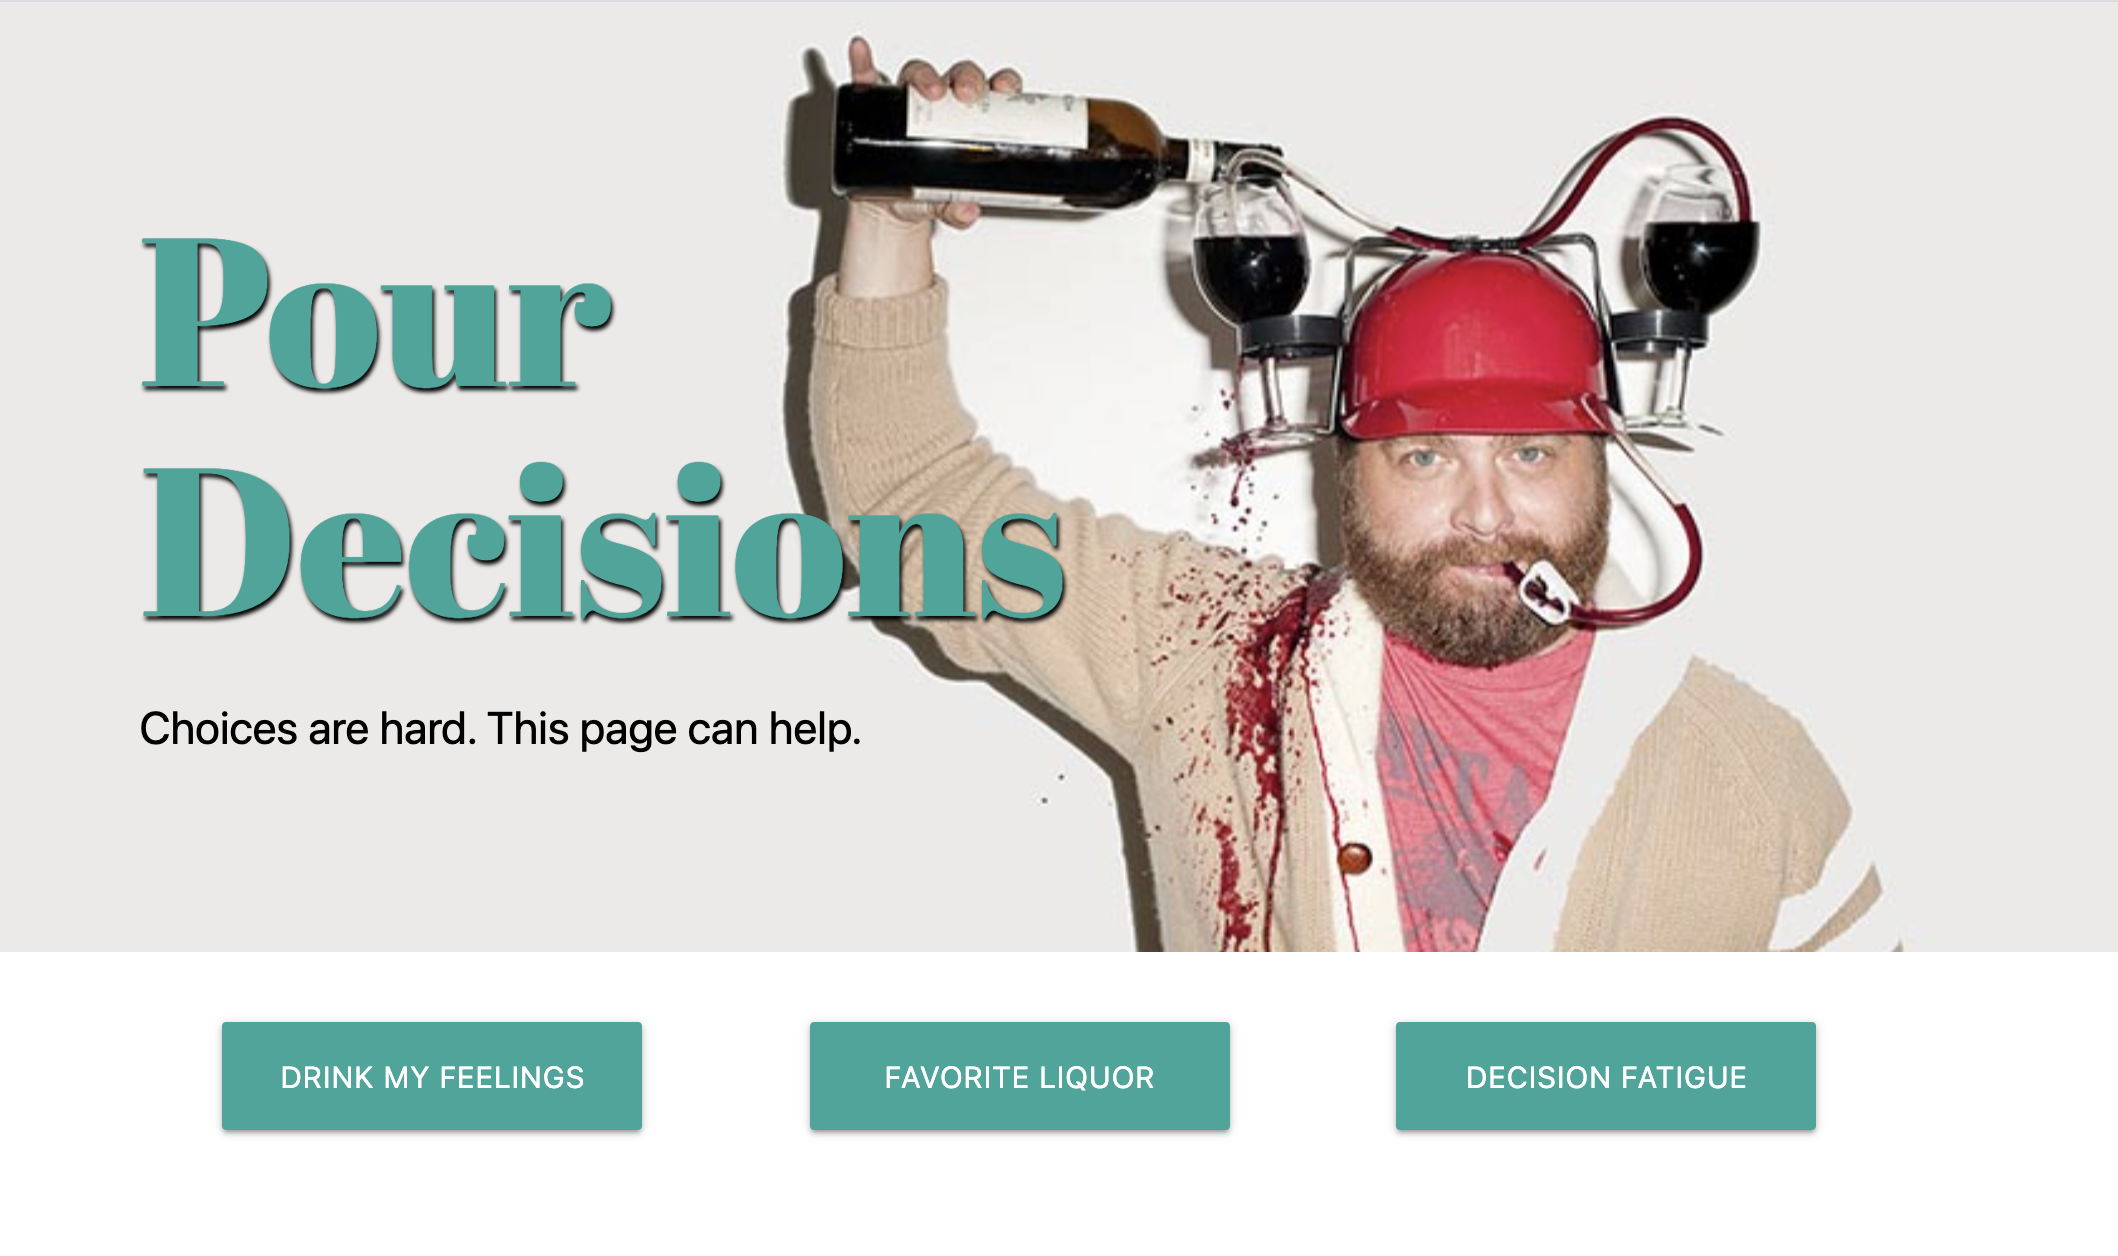 Pour
Decisions
Choices are hard. This page can help.
DRINK MY FEELINGS
FAVORITE LIQUOR
DECISION FATIGUE